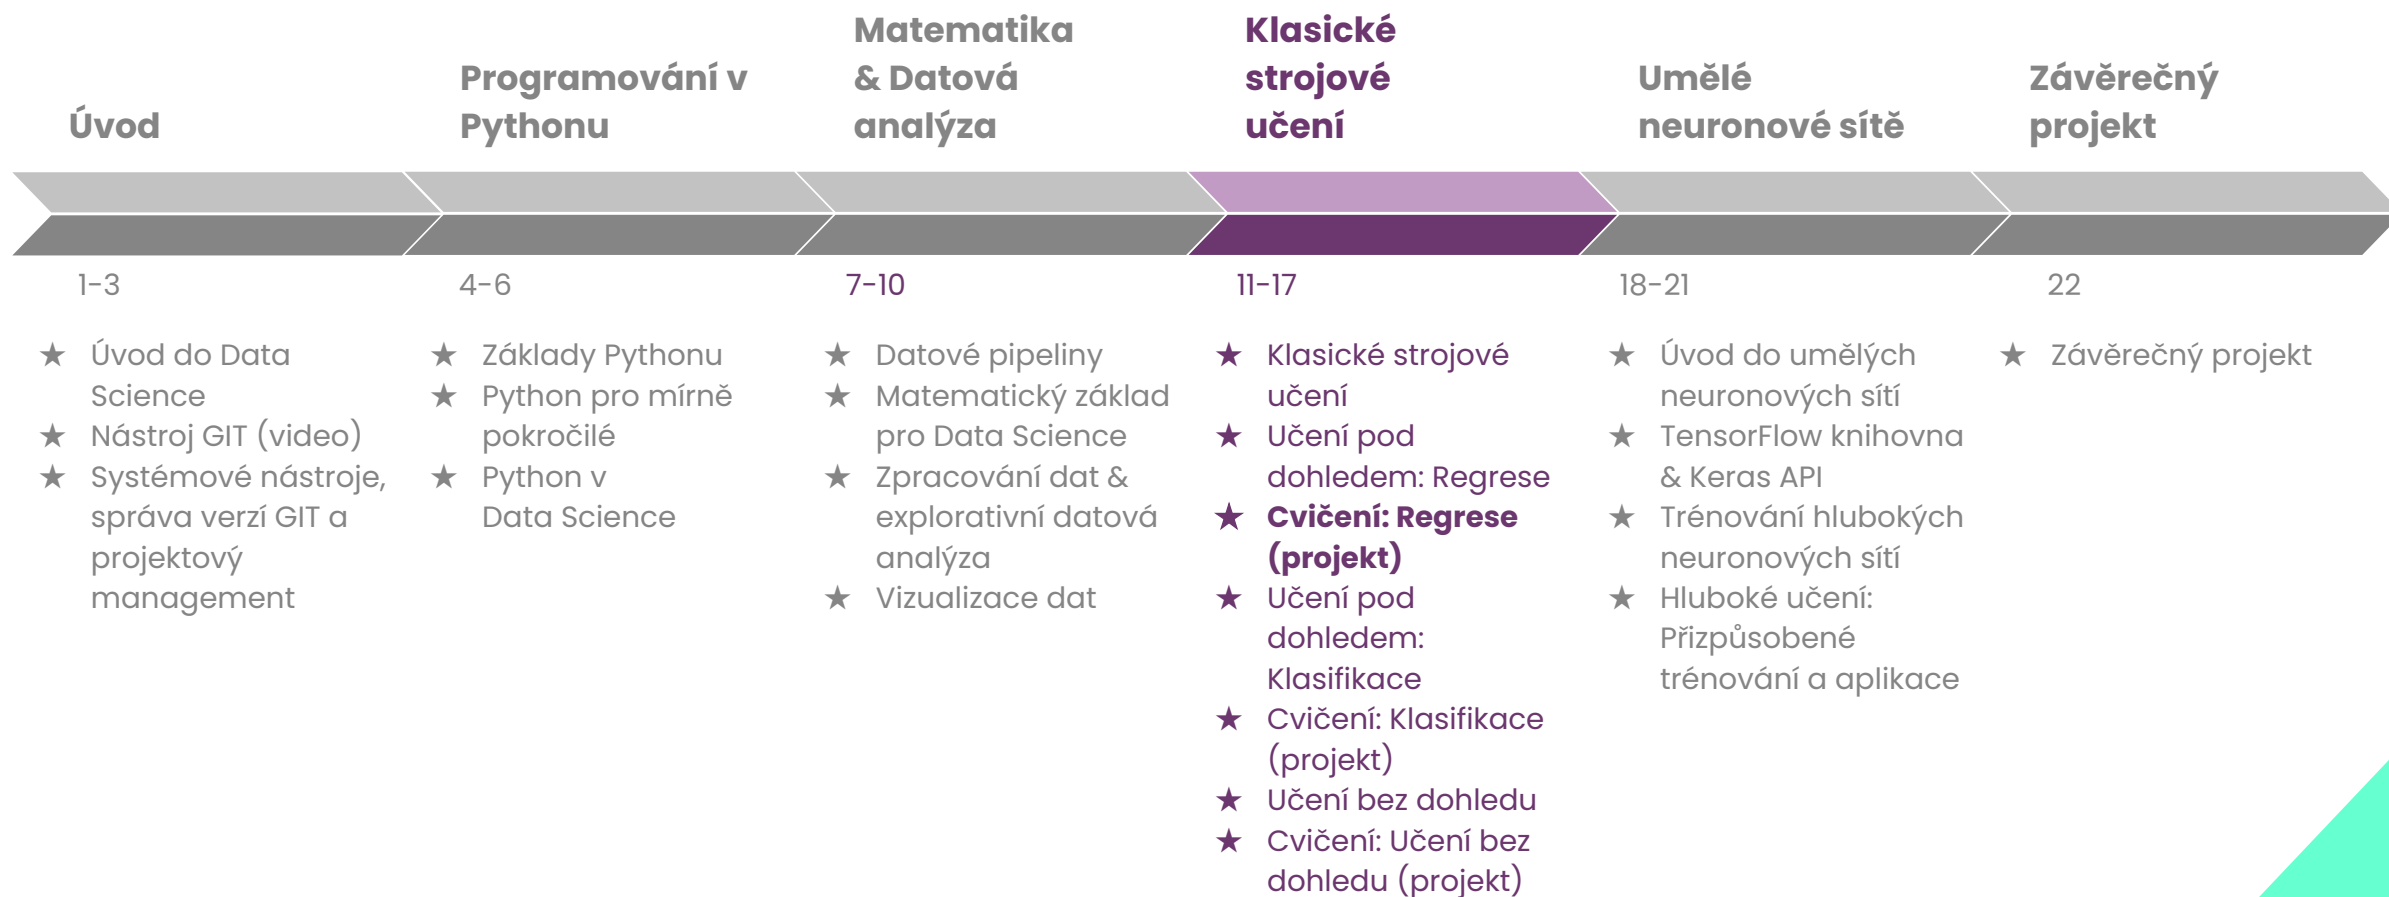 Úvod
Programování v
Pythonu
Matematika
& Datová
analýza
Klasické
strojové
učení
Umělé
neuronové sítě
Závěrečný
projekt
1-3
4-6
7-10
11-17
18-21
22
★ Úvod do Data
Science
★ Nástroj GIT (video)
★ Systémové nástroje,
správa verzí GIT a
projektový
management
★ Základy Pythonu
★ Python pro mírně
pokročilé
★ Python v
Data Science
★ Datové pipeliny
★ Matematický základ
pro Data Science
★ Zpracování dat &
explorativní datová
analýza
★ Vizualizace dat
★ Klasické strojové
učení
★ Učení pod
dohledem: Regrese
★ Cvičení: Regrese
(projekt)
★ Učení pod
dohledem:
Klasifikace
★ Cvičení: Klasifikace
(projekt)
★ Učení bez dohledu
★ Cvičení: Učení bez
dohledu (projekt)
★ Úvod do umělých
neuronových sítí
★ TensorFlow knihovna
& Keras API
★ Trénování hlubokých
neuronových sítí
★ Hluboké učení:
Přizpůsobené
trénování a aplikace
★ Závěrečný projekt